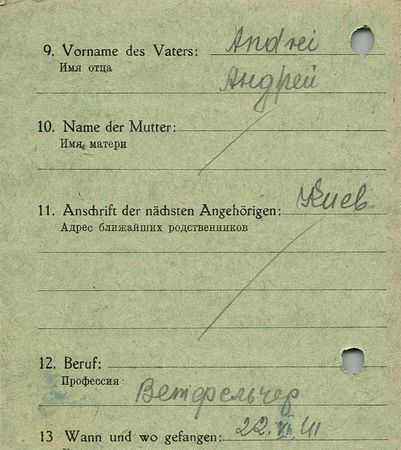 9. Vorname des Vaters: Andrei
Имя отца
Андрей
10. Name der Mutter:
Имя матери
11. Anschrift der nächsten Angehörigen: Киев
Адрес ближайших родственников
12. Beruf:
Профессия
Ветфельчер
13 Wann und wo gefangen: 22. VI 41